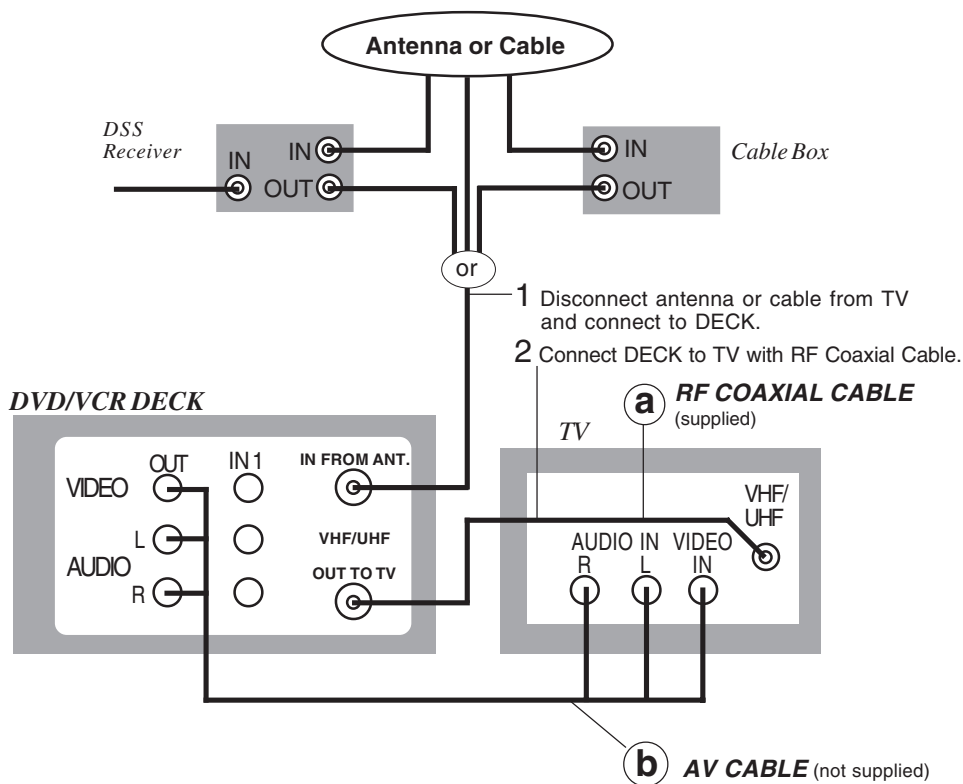 Antenna or Cable
DSS
Receiver
IN
IN
OUT
IN
OUT
Cable Box
or
1 Disconnect antenna or cable from TV
and connect to DECK.
2 Connect DECK to TV with RF Coaxial Cable.
DVD/VCR DECK
a RF COAXIAL CABLE
(supplied)
TV
OUT
IN 1
IN FROM ANT.
VIDEO
L
VHF/UHF
AUDIO
R
OUT TO TV
VHF/
UHF
AUDIO IN
R
L
VIDEO
IN
b AV CABLE (not supplied)